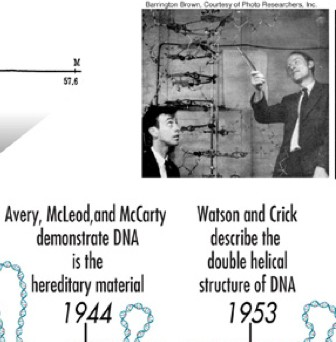 Barrington Brown, Courtesy of Photo Researchers, Inc.
M
57,6
Avery, McLeod,and McCarty
demonstrate DNA
is the
hereditary material
1944
Watson and Crick
describe the
double helical
structure of DNA
1953